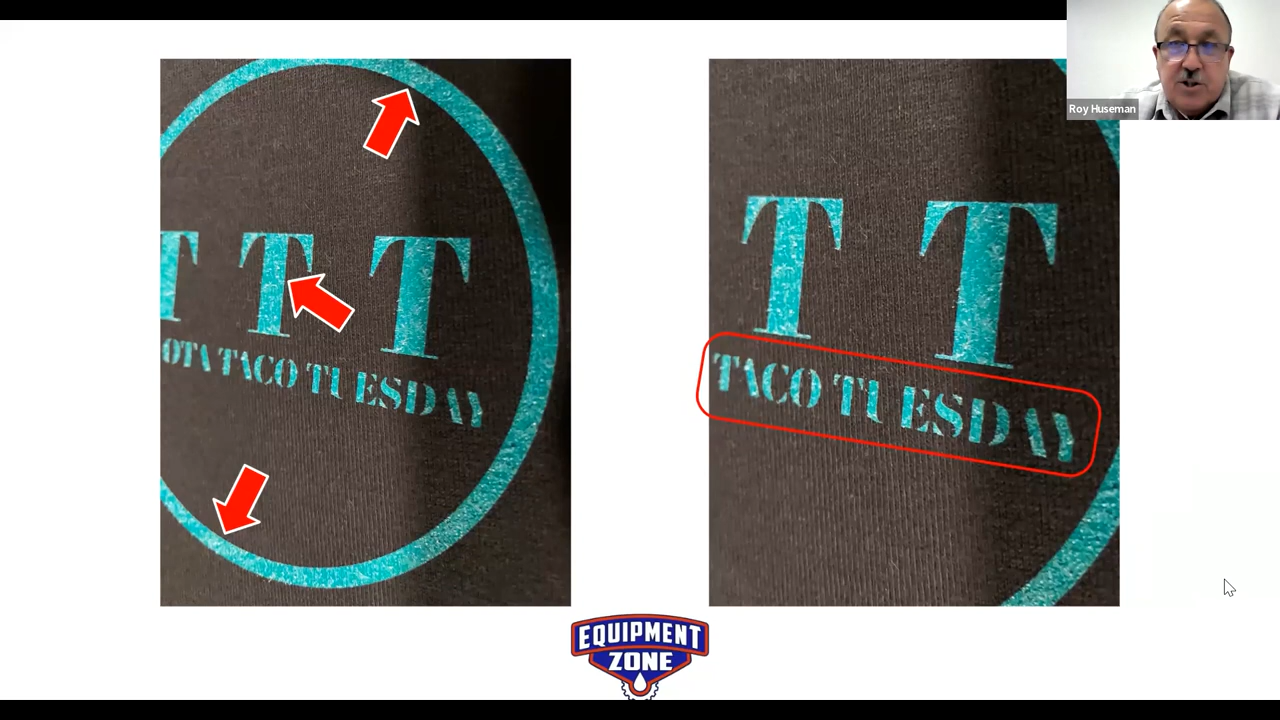 Roy Huseman
T T T
OTA TACO TUESDAY
T T
TACO TUESDAY
EQUIPMENT
ZONE